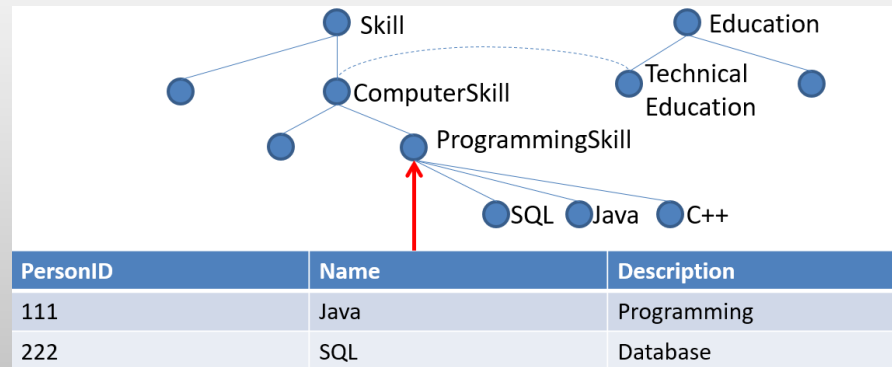 Skill
Education
ComputerSkill
Technical
Education
ProgrammingSkill
SQL Java C++
PersonID Name Description
111 Java Programming
222 SQL Database